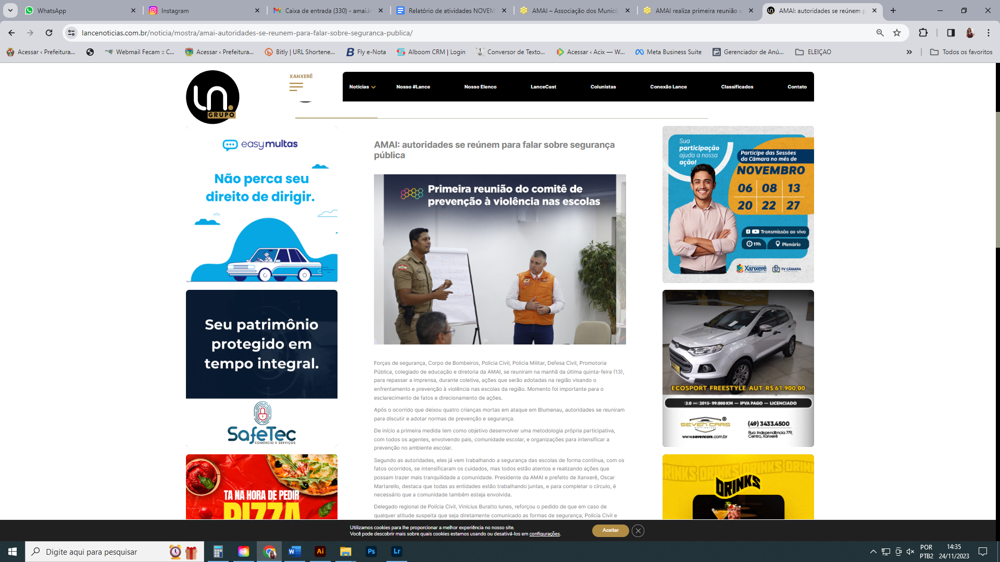 WhatsApp
Instagram
Caixa de entrada (330) - amai.i
Relatório de atividades NOVEM
AMAI – Associação dos Municí
AMAI realiza primeira reunião d
AMAI: autoridades se reúnem p
lancenoticias.com.br/noticia/mostra/amai-autoridades-se-reunem-para-falar-sobre-seguranca-publica/
Acessar ‹ Prefeitura...
Webmail Fecam :: C...
Acessar ‹ Prefeitura...
Bitly | URL Shortene...
Fly e-Nota
Alboom CRM | Login
Conversor de Texto...
Acessar ‹ Acix — W...
Meta Business Suite
Gerenciador de Anú...
ELEIÇAO
Todos os favoritos
LN.
GRUPO
XANXERÊ
Notícias
Nosso #Lance
Nosso Elenco
LanceCast
Colunistas
Conexão Lance
Classificados
Contato
easymultas
Não perca seu
direito de dirigir.
Seu patrimônio
protegido em
tempo integral.
SafeTec
COMÉRCIO E SERVIÇOS
TA NA HORA DE PEDIR
PIZZA
AMAI: autoridades se reúnem para falar sobre segurança
pública
Primeira reunião do comitê de
prevenção à violência nas escolas
Forças de segurança, Corpo de Bombeiros, Policia Civil, Policia Militar, Defesa Civil, Promotoria
Pública, colegiado de educação e diretoria da AMAI, se reuniram na manhã da última quinta-feira (13),
para repassar a imprensa, durante coletiva, ações que serão adotadas na região visando o
enfrentamento e prevenção à violência nas escolas da região. Momento foi importante para o
esclarecimento de fatos e direcionamento de ações.
Após o ocorrido que deixou quatro crianças mortas em ataque em Blumenau, autoridades se reuniram
para discutir e adotar normas de prevenção e segurança.
De início a primeira medida tem como objetivo desenvolver uma metodologia própria participativa,
com todos os agentes, envolvendo pais, comunidade escolar, e organizações para intensificar a
prevenção no ambiente escolar.
Segundo as autoridades, eles já vem trabalhando a segurança das escolas de forma contínua, com os
fatos ocorridos, se intensificaram os cuidados, mas todos estão atentos e realizando ações que
possam trazer mais tranquilidade a comunidade. Presidente da AMAI e prefeito de Xanxerê, Oscar
Martarello, destaca que todas as entidades estão trabalhando juntas, e para completar o círculo, é
necessário que a comunidade também esteja envolvida.
Delegado regional de Polícia Civil, Vinicius Buratto Iunes, reforçou o pedido de que em caso de
qualquer atitude suspeita que seja diretamente comunicado as formas de segurança, Polícia Civil e
Sua
participação
ajuda a nossa
ação!
Participe das Sessões
da Câmara no mês de
NOVEMBRO
06 08 13
20 22 27
Transmissão ao vivo
19h
Plenário
Xanxerê
TV CÂMARA
SEVEN CARS
ECOSPORT FREESTYLE AUT R$ 61.900,00
2.0 — 2015- 99.000 KM — IPVA PAGO — LICENCIADO
SEVEN CARS
multimarcas
www.sevencars.com.br
(49) 3433.4500
Rua Independência 779,
Centro, Xanxerê
RINKS DRINKS DRINKS DRIN
DRINKS
Utilizamos cookies para lhe proporcionar a melhor experiência no nosso site.
Você pode descobrir mais sobre quais cookies estamos usando ou desativá-los em configurações.
Aceitar
Digite aqui para pesquisar
W
Ai
Ps
Lr
POR
PTB2
14:35
24/11/2023